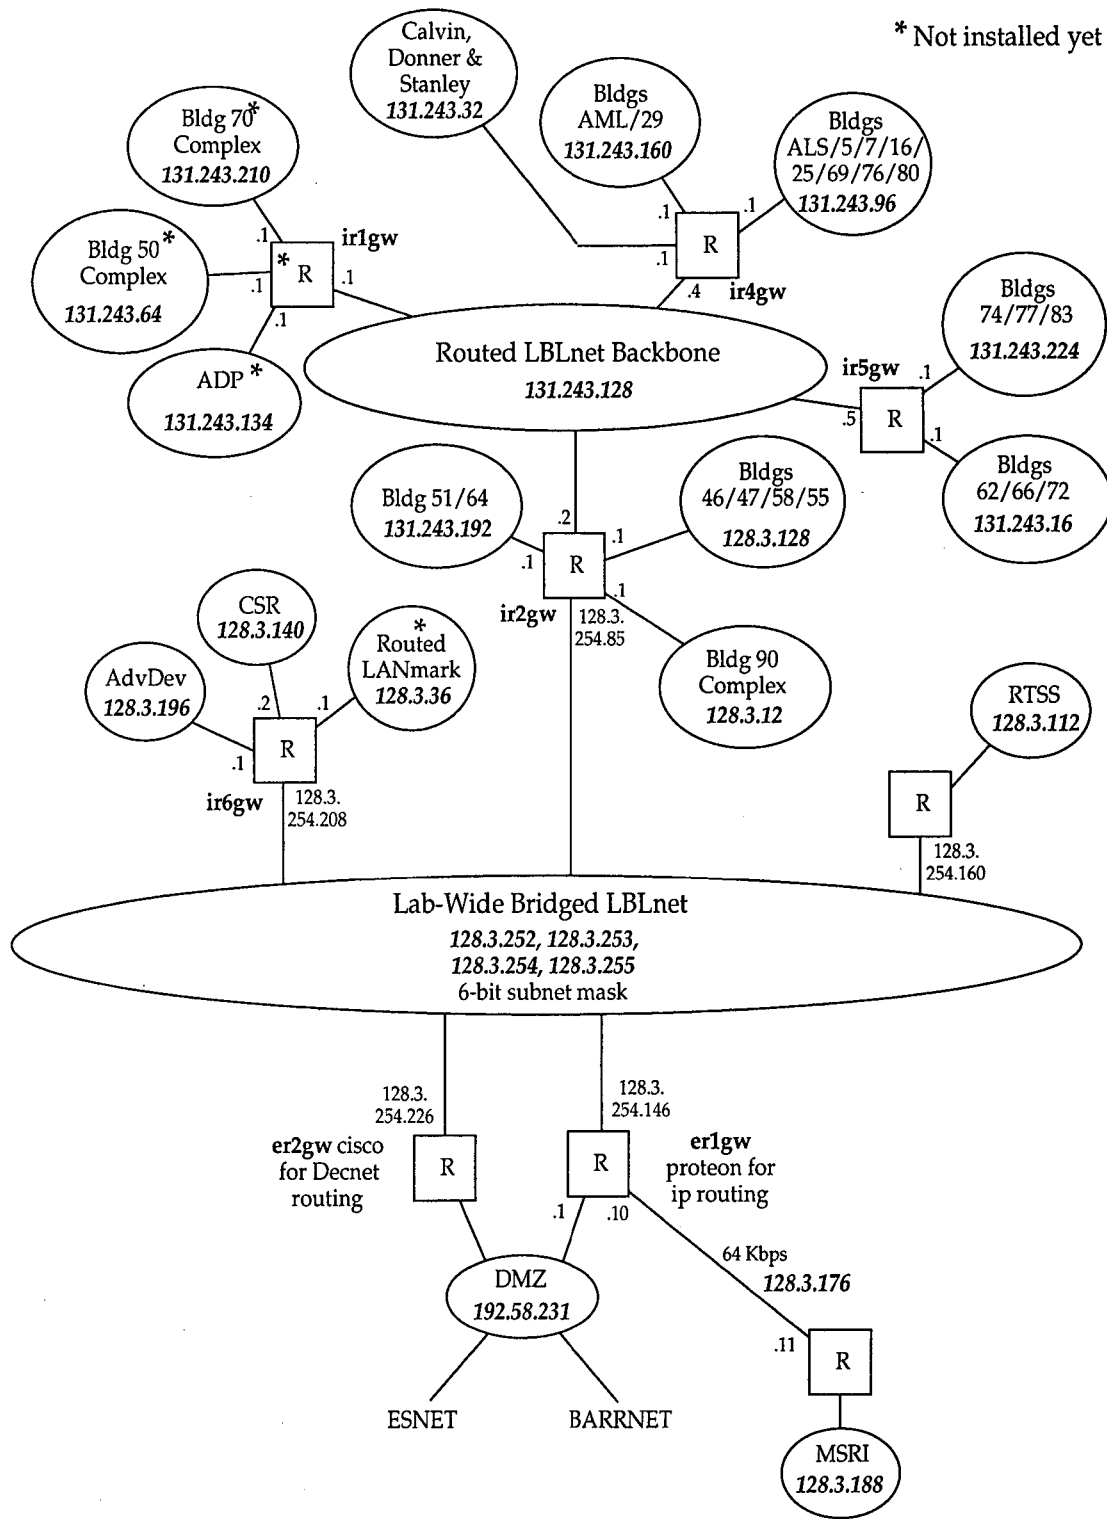 * Not installed yet
Calvin,
Donner &
Stanley
131.243.32
Bldgs
AML/29
131.243.160
Bldgs
ALS/5/7/16/
25/69/76/80
131.243.96
Bldg 70*
Complex
131.243.210
Bldg 50*
Complex
131.243.64
ADP *
131.243.134
.1
.1
.1
* R
.1
ir1gw
.1
.1
.1
R
.4
ir4gw
Routed LBLnet Backbone
131.243.128
Bldgs
74/77/83
131.243.224
ir5gw
.1
.5
R
.1
Bldgs
62/66/72
131.243.16
Bldg 51/64
131.243.192
Bldgs
46/47/58/55
128.3.128
.2
.1
.1
R
.1
ir2gw
128.3.
254.85
Bldg 90
Complex
128.3.12
CSR
128.3.140
*
Routed
LANmark
128.3.36
AdvDev
128.3.196
.2
.1
.1
R
ir6gw
128.3.
254.208
RTSS
128.3.112
R
128.3.
254.160
Lab-Wide Bridged LBLnet
128.3.252, 128.3.253,
128.3.254, 128.3.255
6-bit subnet mask
128.3.
254.226
128.3.
254.146
er2gw cisco
for Decnet
routing
R
R
er1gw
proteon for
ip routing
.1
.10
64 Kbps
128.3.176
DMZ
192.58.231
.11
R
ESNET
BARRNET
MSRI
128.3.188